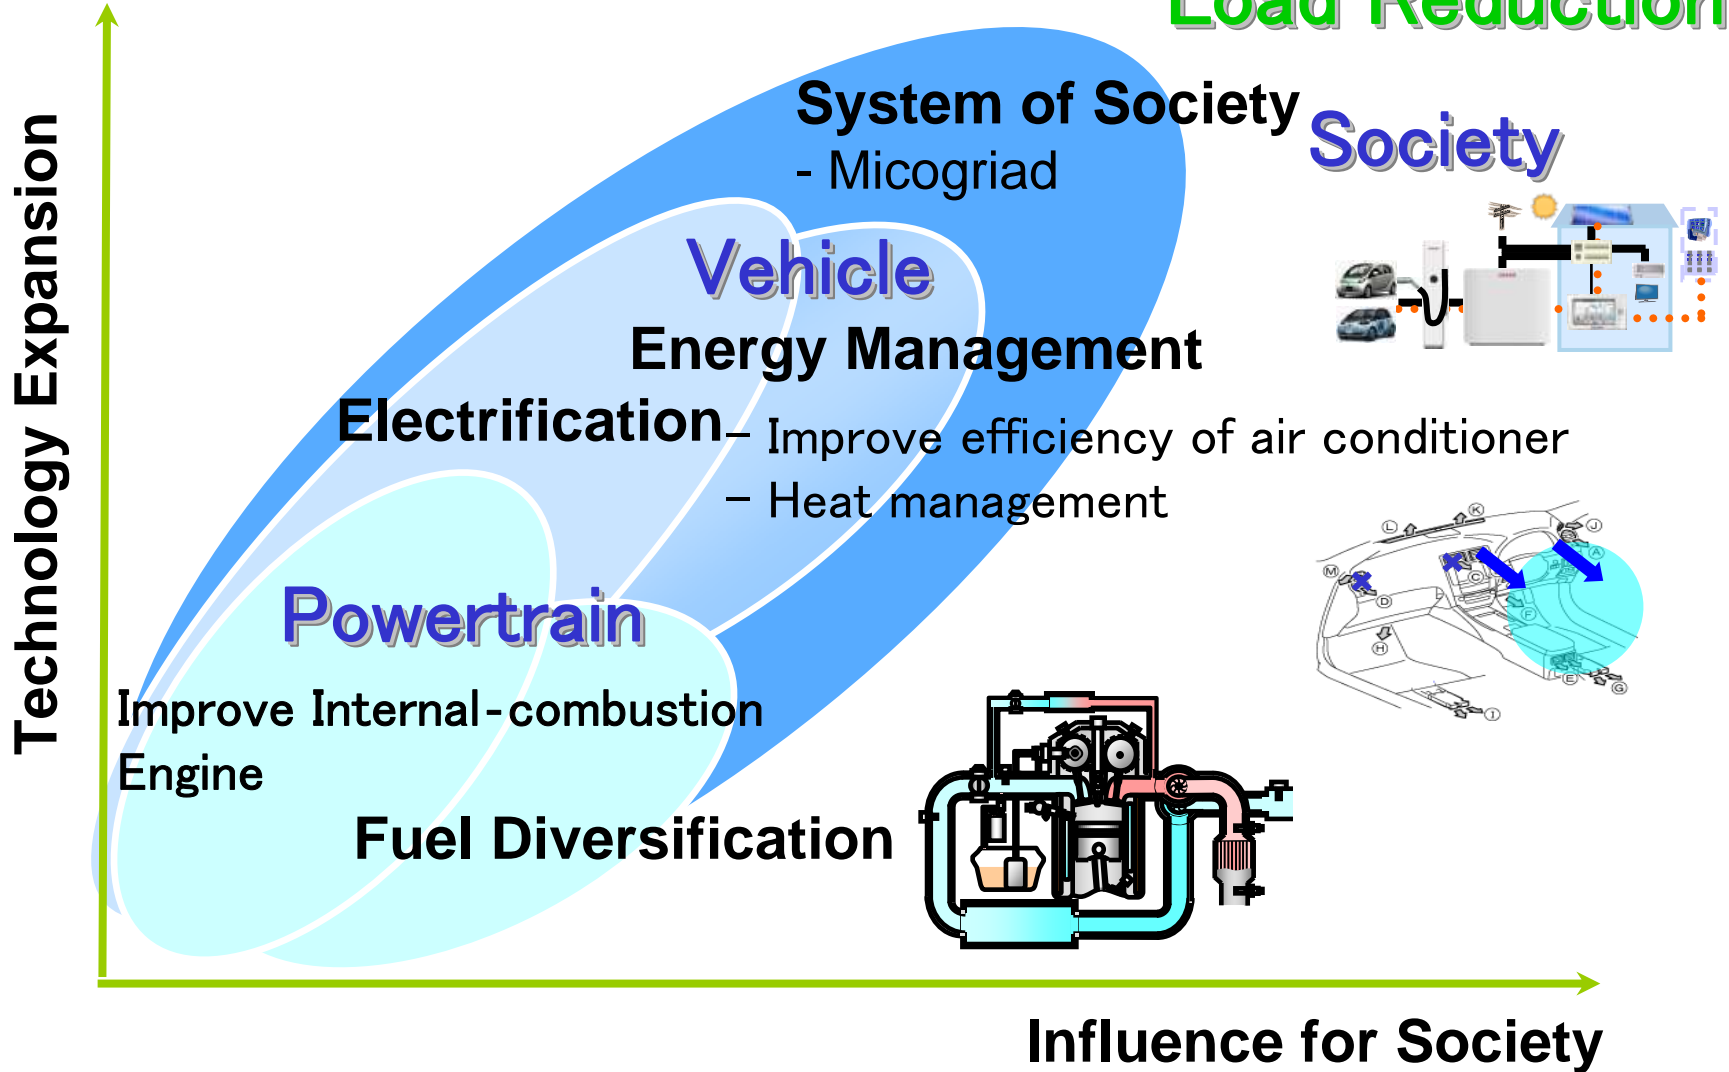 Load Reduction
System of Society
- Micogriad
Society
Vehicle
Energy Management
Electrification
– Improve efficiency of air conditioner
– Heat management
Powertrain
Improve Internal-combustion
Engine
Fuel Diversification
Technology Expansion
Influence for Society
L
K
J
A
M
C
D
F
H
E
G
I